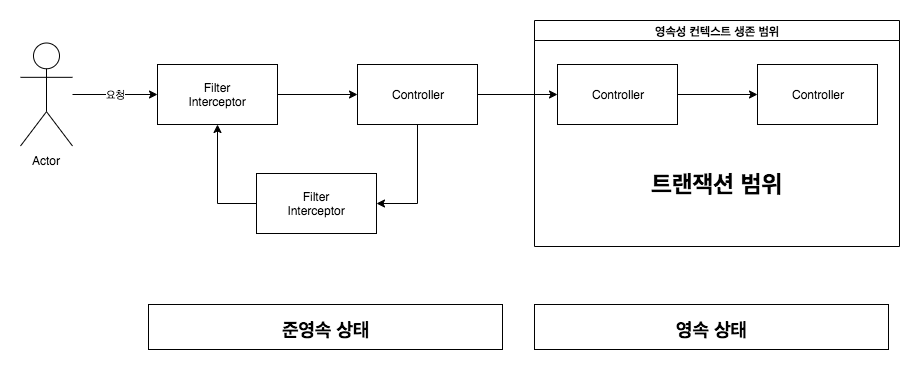 영속성 컨텍스트 생존 범위
요청
Filter
Interceptor
Controller
Controller
Controller
Actor
Filter
Interceptor
트랜잭션 범위
준영속 상태
영속 상태